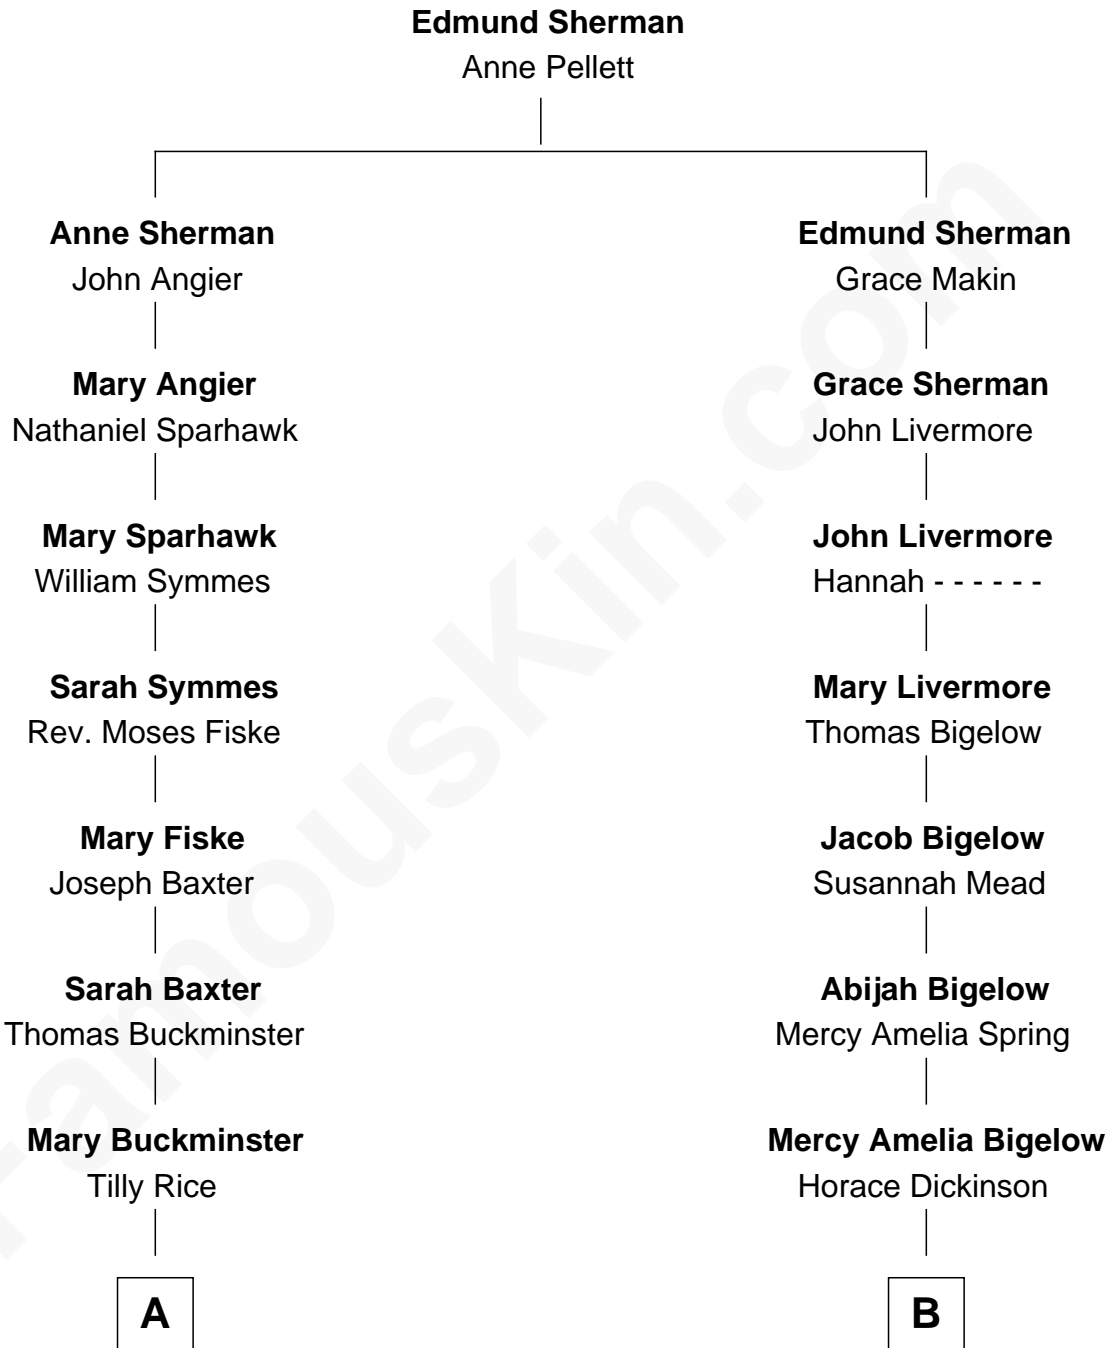 Edmund Sherman
Anne Pellett
Anne Sherman
John Angier
Mary Angier
Nathaniel Sparhawk
Mary Sparhawk
William Symmes
Sarah Symmes
Rev. Moses Fiske
Mary Fiske
Joseph Baxter
Sarah Baxter
Thomas Buckminster
Mary Buckminster
Tilly Rice
A
Edmund Sherman
Grace Makin
Grace Sherman
John Livermore
John Livermore
Hannah - - - - - -
Mary Livermore
Thomas Bigelow
Jacob Bigelow
Susannah Mead
Abijah Bigelow
Mercy Amelia Spring
Mercy Amelia Bigelow
Horace Dickinson
B
FamousKin.com